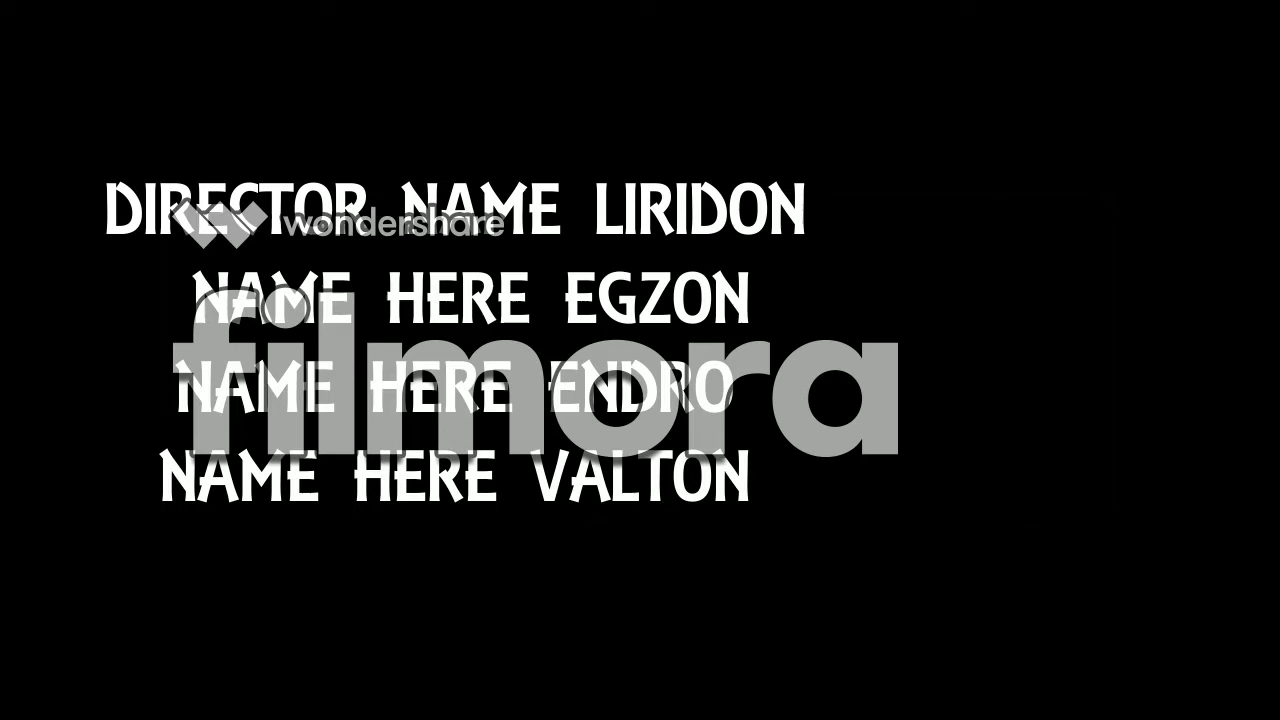 DIRECTOR NAME LIRIDON
wondershare
NAME HERE EGZON
filmora
NAME HERE ENDRO
NAME HERE VALTON